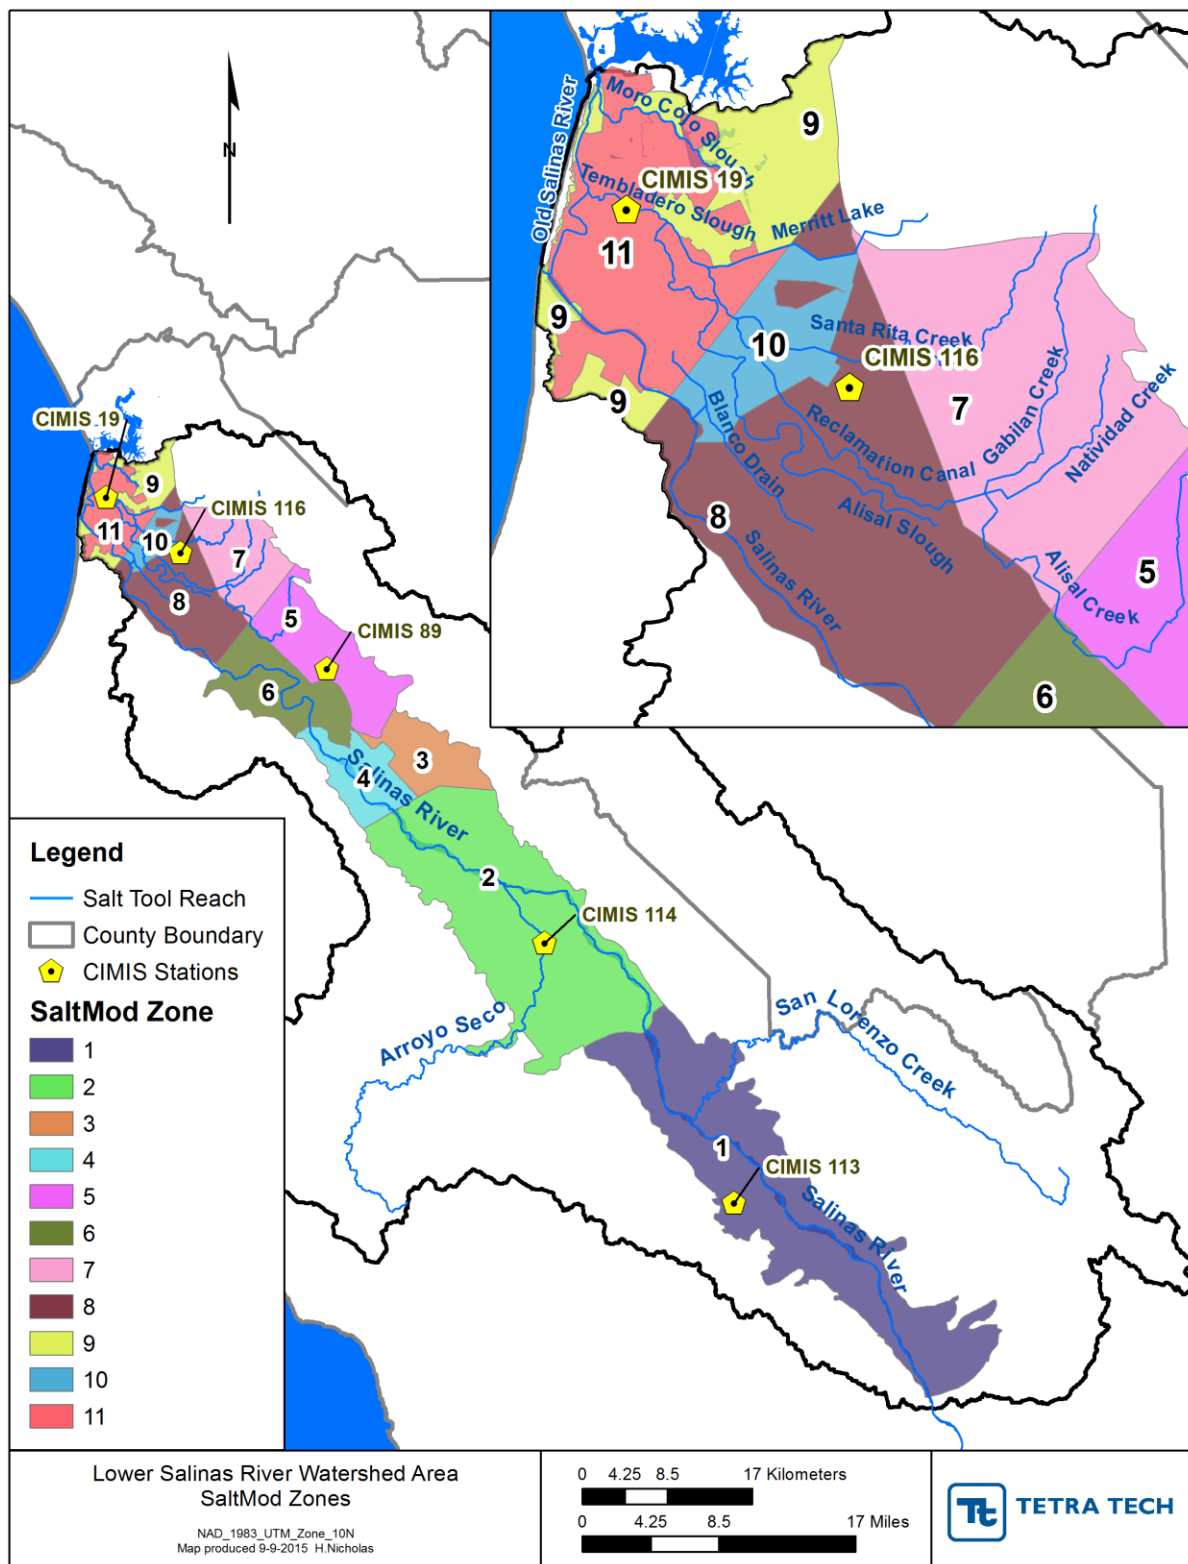 N
CIMIS 19
9
CIMIS 116
11
10
7
8
5
CIMIS 89
6
3
4
Salinas River
2
CIMIS 114
Arroyo Seco
San Lorenzo Creek
1
CIMIS 113
Salinas River
Old Salinas River
Moro Cojo Slough
9
CIMIS 19
Tembladero Slough
Merritt Lake
11
9
10
Santa Rita Creek
CIMIS 116
9
7
Blanco Drain
Reclamation Canal
Gabilan Creek
Natividad Creek
8
Alisal Slough
Salinas River
Alisal Creek
5
6
Legend
Salt Tool Reach
County Boundary
CIMIS Stations
SaltMod Zone
1
2
3
4
5
6
7
8
9
10
11
Lower Salinas River Watershed Area
SaltMod Zones
NAD_1983_UTM_Zone_10N
Map produced 9-9-2015 H.Nicholas
0 4.25 8.5 17 Kilometers
0 4.25 8.5 17 Miles
Tt TETRA TECH